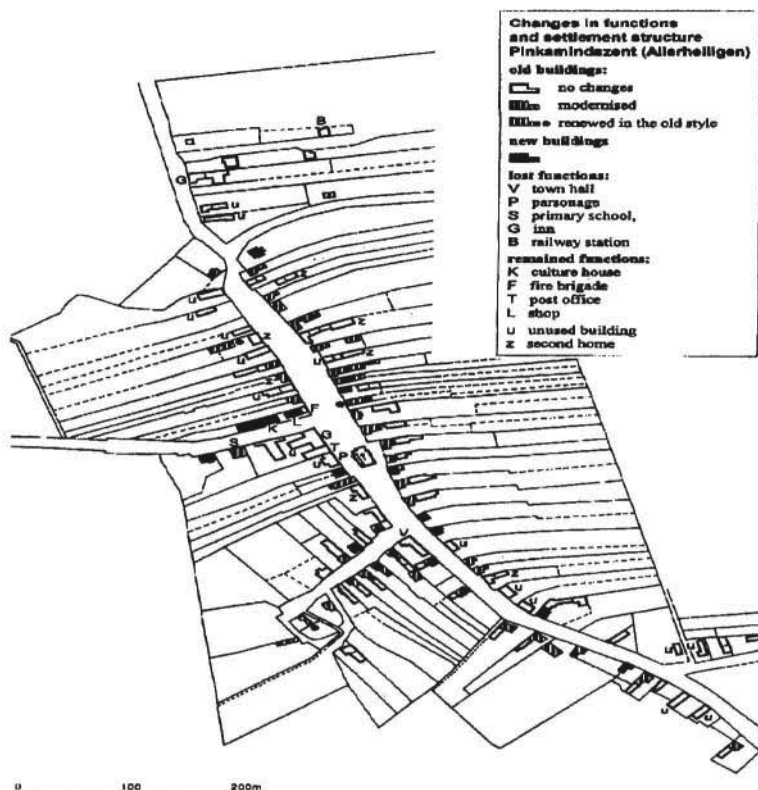 Changes in functions
and settlement structure
Pinkamindszent (Allerheiligen)
old buildings:
no changes
modernised
renewed in the old style
new buildings
lost functions:
V town hall
P parsonage
S primary school,
G inn
B railway station
remained functions:
K culture house
F fire brigade
T post office
L shop
u unused building
z second home
B
G
u
u
z
u
u
z
u
z
z
z
u
F
L
K
G
S
T
P
u
u
z
V
u
z
u
u
u
u
u
u
u
0 100 200m